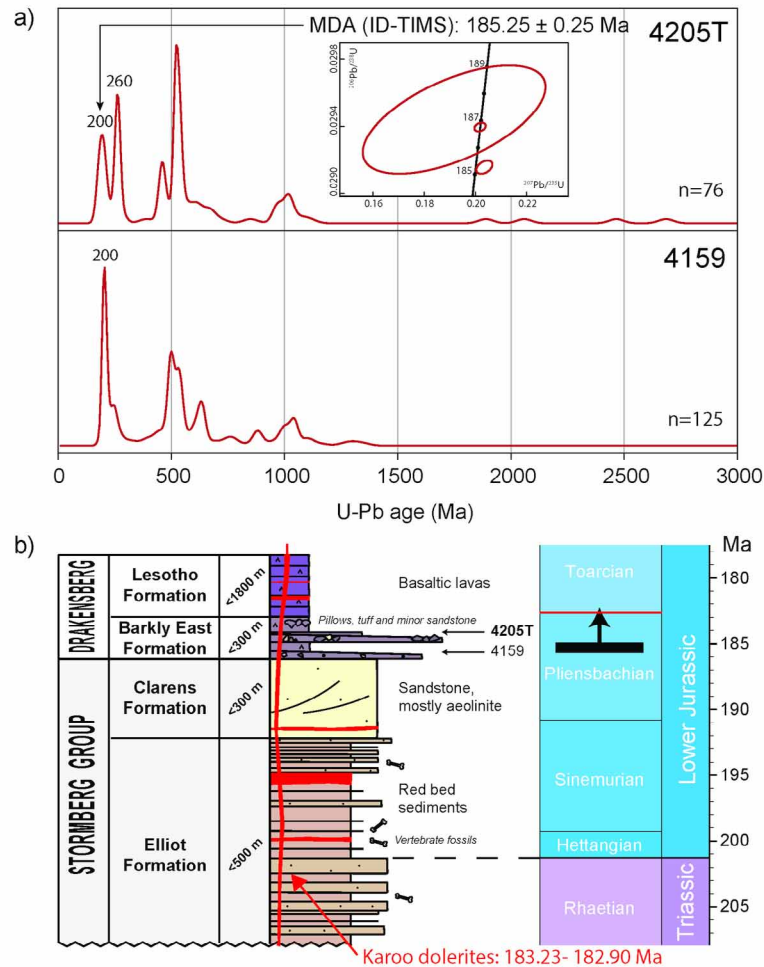 a)
MDA (ID-TIMS): 185.25 ± 0.25 Ma
4205T
260
200
0.0298
0.0294
0.0290
²⁰⁶Pb/²³⁸U
189
187
185
²⁰⁷Pb/²³⁵U
0.16
0.18
0.20
0.22
n=76
4159
200
n=125
0
500
1000
1500
2000
2500
3000
U-Pb age (Ma)
b)
DRAKENSBERG
Lesotho
Formation
<1800 m
Basaltic lavas
Barkly East
Formation
<300 m
Pillows, tuff and minor sandstone
4205T
4159
STORMBERG GROUP
Clarens
Formation
<300 m
Sandstone,
mostly aeolinite
Elliot
Formation
<500 m
Red bed
sediments
Vertebrate fossils
Karoo dolerites: 183.23- 182.90 Ma
Toarcian
Pliensbachian
Sinemurian
Hettangian
Rhaetian
Lower Jurassic
Triassic
Ma
180
185
190
195
200
205